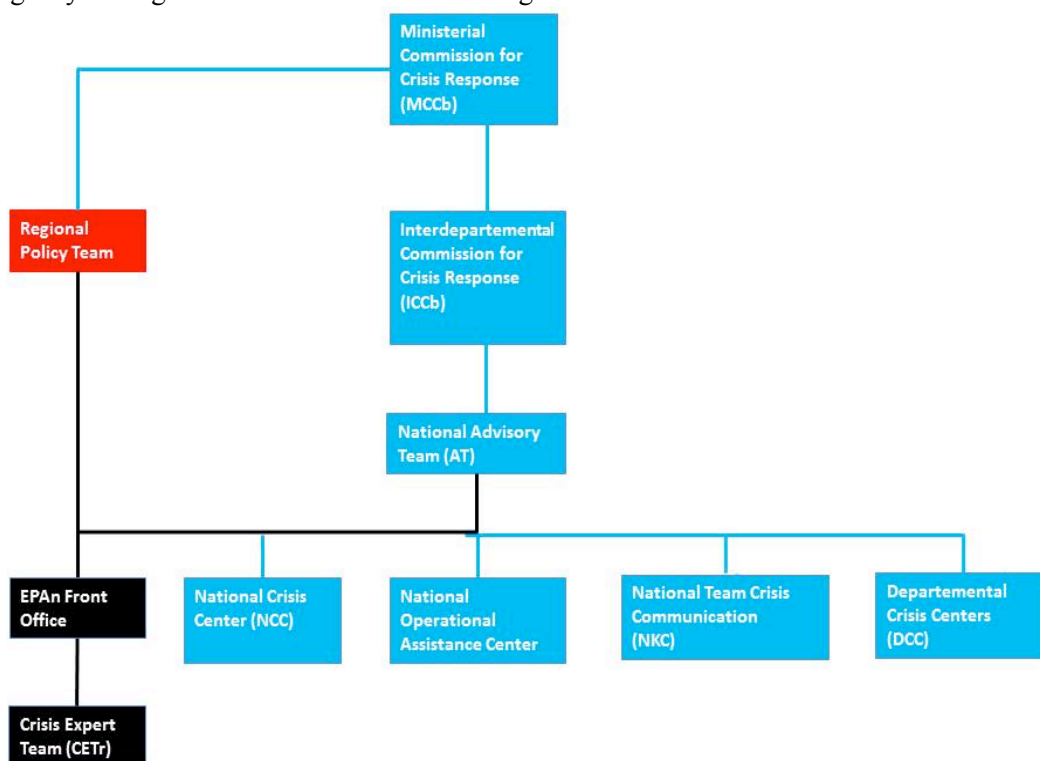 Ministerial
Commission for
Crisis Response
(MCCb)
Regional
Policy Team
Interdepartemental
Commission for
Crisis Response
(ICCb)
National Advisory
Team (AT)
EPAn Front
Office
National Crisis
Center (NCC)
National
Operational
Assistance Center
National Team Crisis
Communication
(NKC)
Departemental
Crisis Centers
(DCC)
Crisis Expert
Team (CETr)